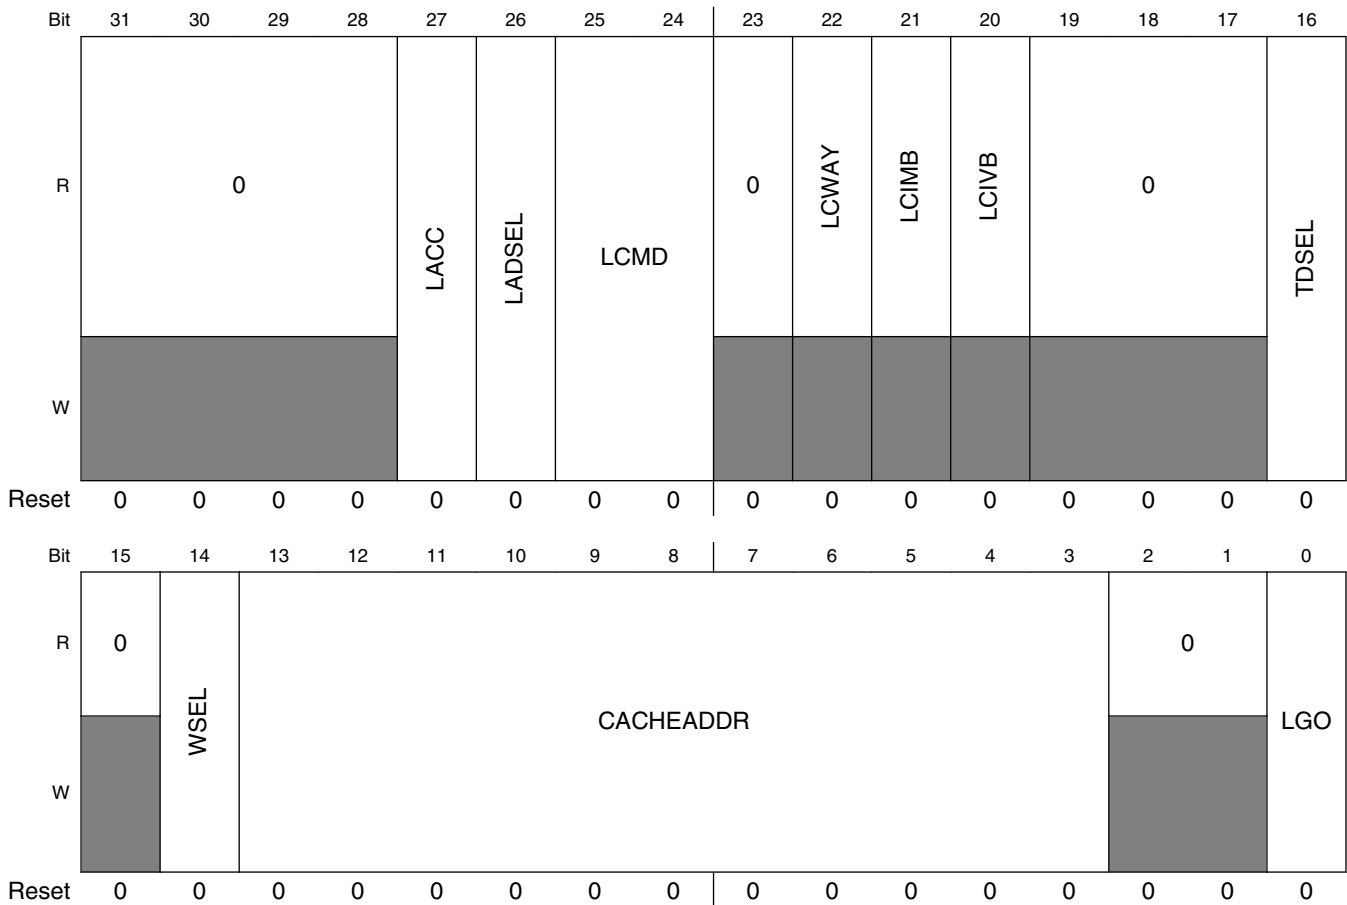 Bit 31 30 29 28 27 26 25 24 23 22 21 20 19 18 17 16
R 0 LACC LADSEL LCMD 0 LCWAY LCIMB LCIVB 0 TDSEL
W
Reset 0 0 0 0 0 0 0 0 0 0 0 0 0 0 0 0
Bit 15 14 13 12 11 10 9 8 7 6 5 4 3 2 1 0
R 0 WSEL CACHEADDR 0 LGO
W
Reset 0 0 0 0 0 0 0 0 0 0 0 0 0 0 0 0